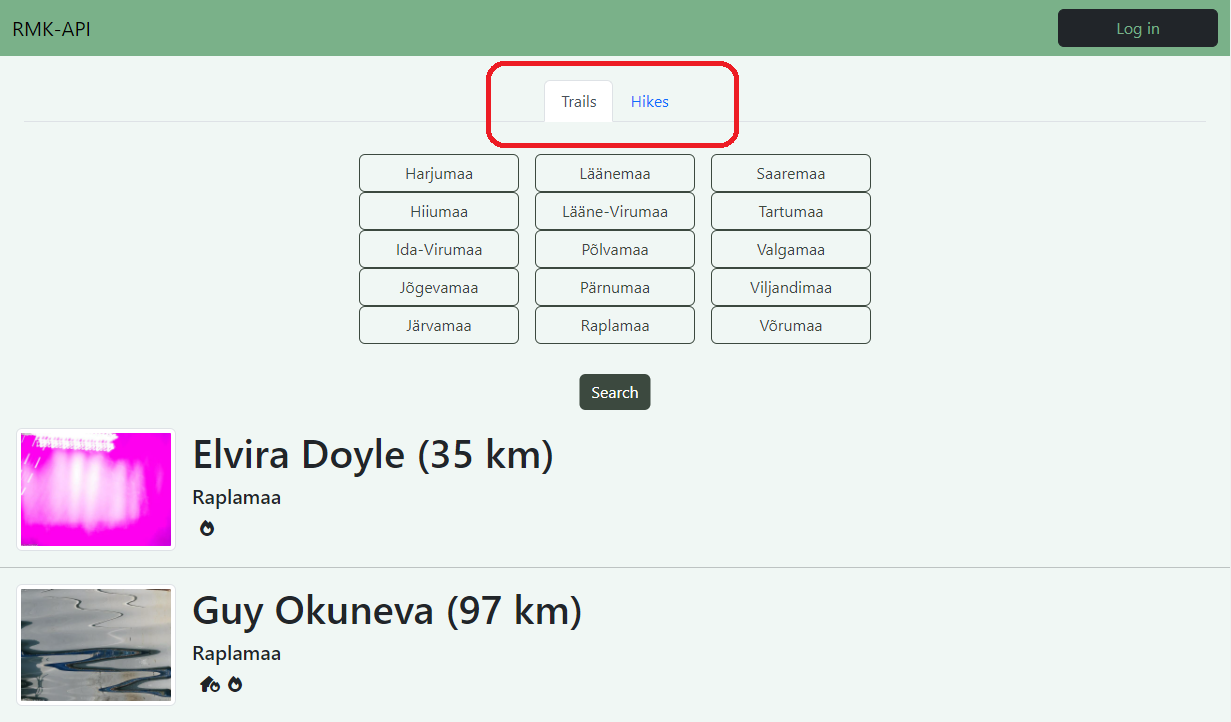 RMK-API
Log in
Trails Hikes
Harjumaa Läänemaa Saaremaa
Hiiumaa Lääne-Virumaa Tartumaa
Ida-Virumaa Põlvamaa Valgamaa
Jõgevamaa Pärnumaa Viljandimaa
Järvamaa Raplamaa Võrumaa
Search
Elvira Doyle (35 km)
Raplamaa
Guy Okuneva (97 km)
Raplamaa